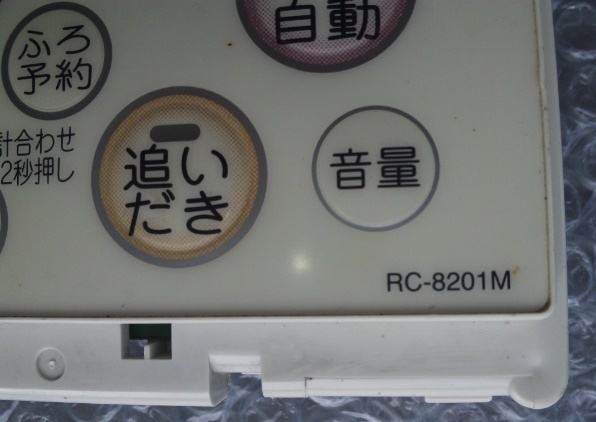 自動
ふろ
予約
計合わせ
2秒押し
追い
だき
音量
RC-8201M